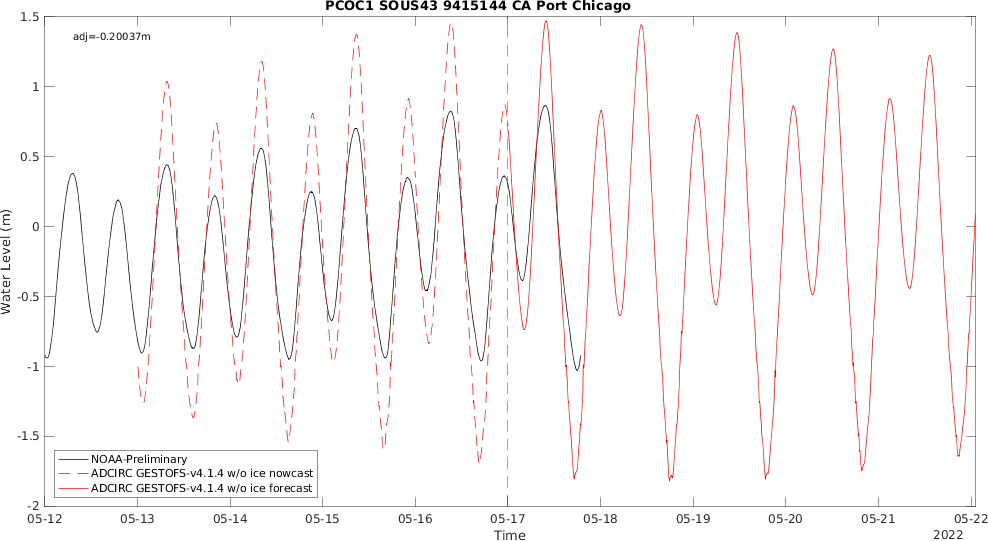 PCOC1 SOUS43 9415144 CA Port Chicago
adj=-0.20037m
1.5
1
0.5
0
-0.5
-1
-1.5
-2
Water Level (m)
NOAA-Preliminary
ADCIRC GESTOFS-v4.1.4 w/o ice nowcast
ADCIRC GESTOFS-v4.1.4 w/o ice forecast
05-12 05-13 05-14 05-15 05-16 05-17 05-18 05-19 05-20 05-21 05-22
Time
2022